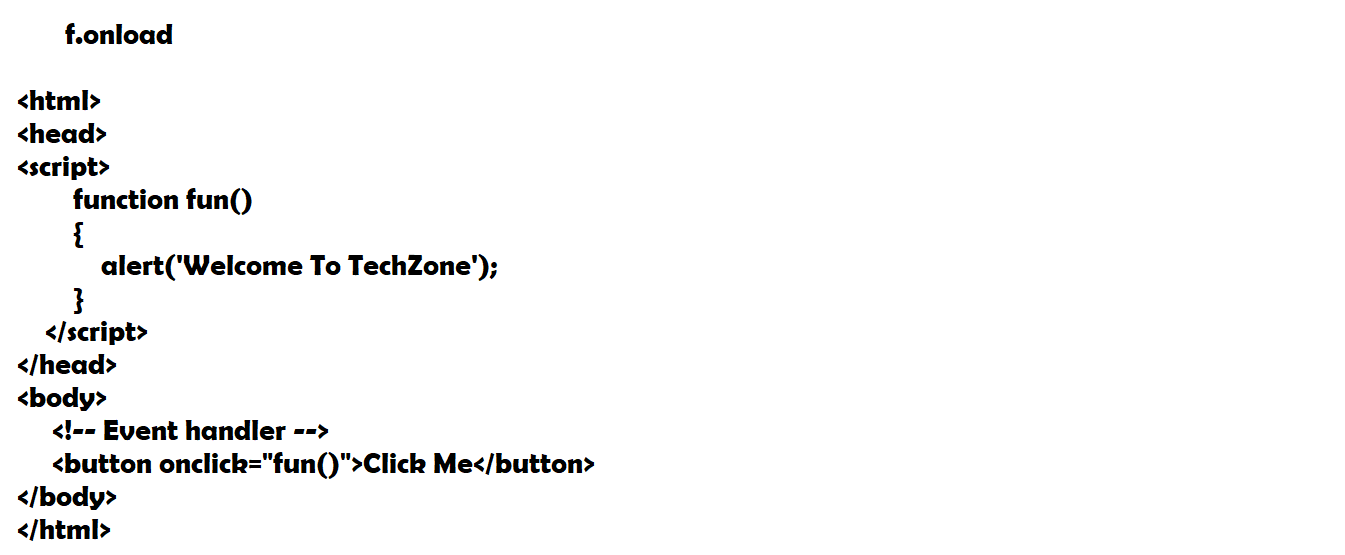 f.onload
<html>
<head>
<script>
function fun()
{
alert('Welcome To TechZone');
}
</script>
</head>
<body>
<!-- Event handler -->
<button onclick="fun()">Click Me</button>
</body>
</html>